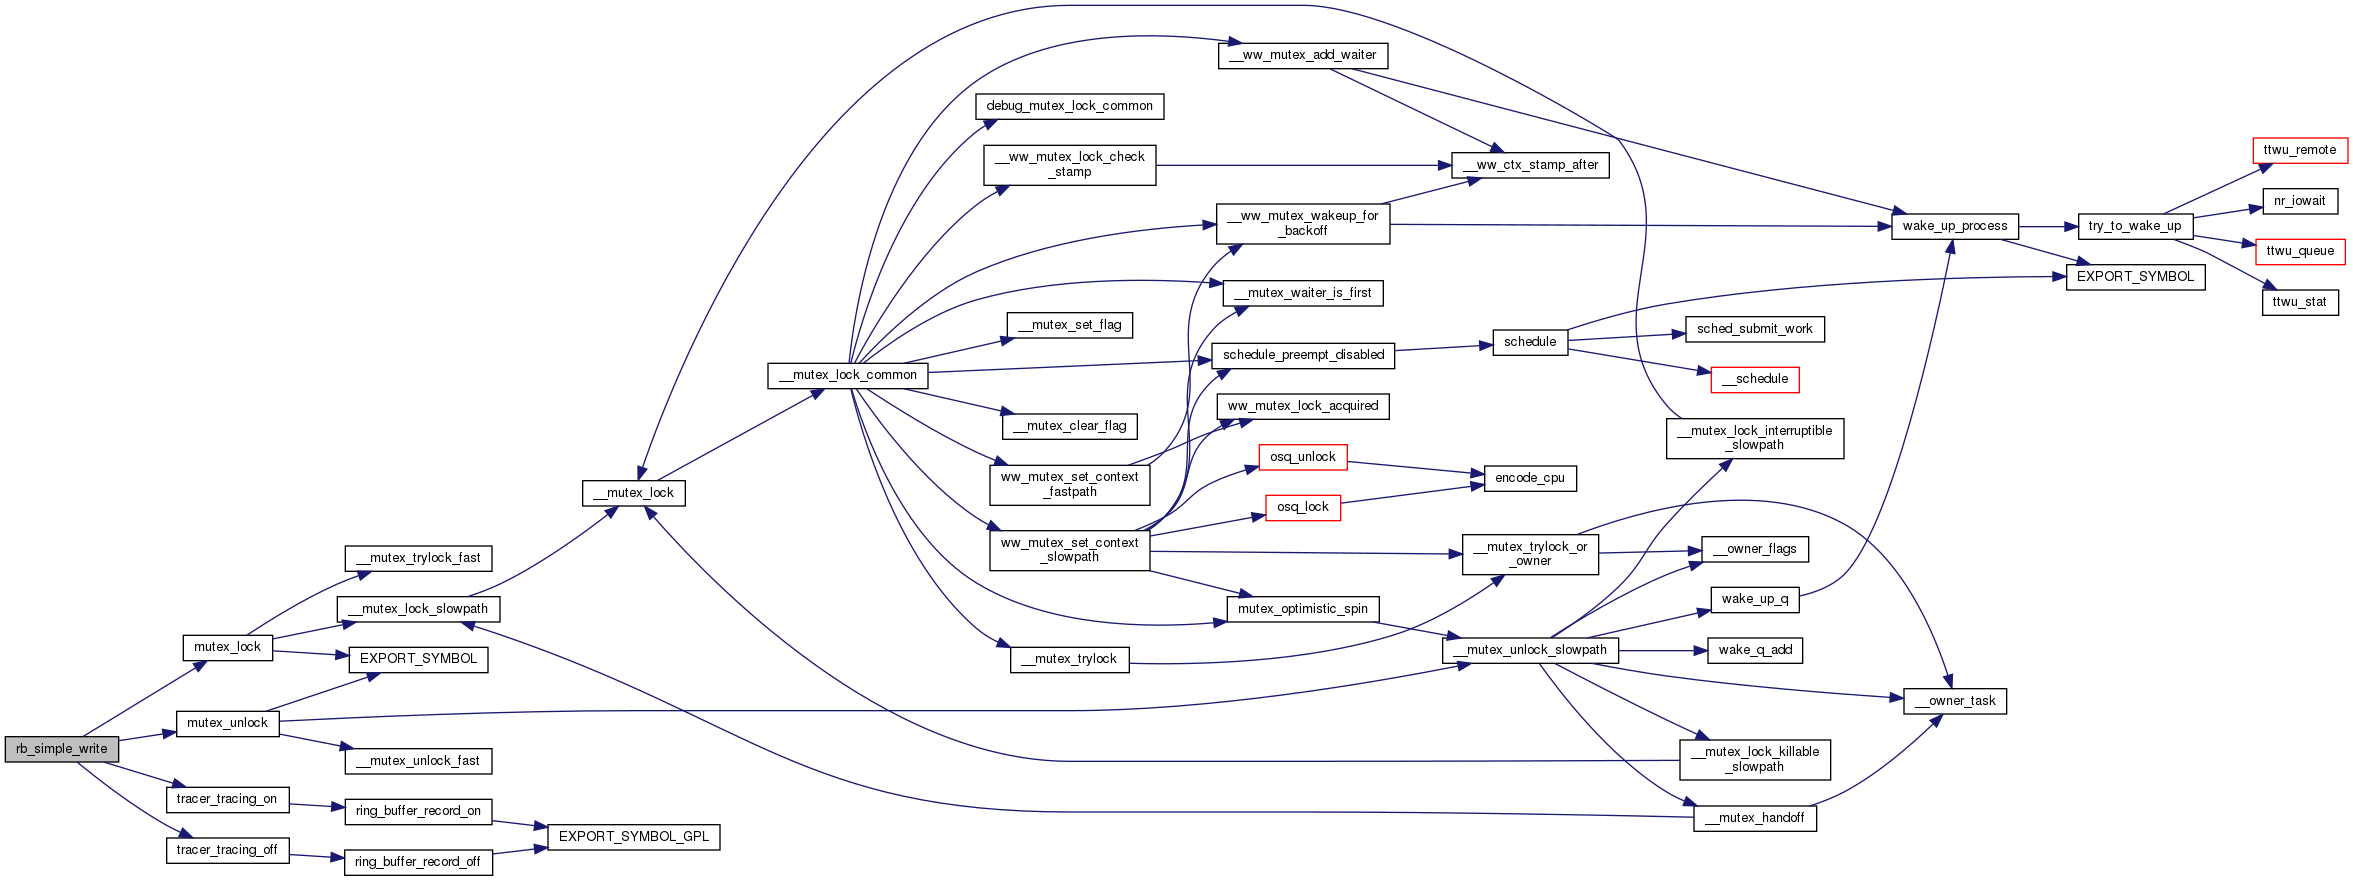 rb_simple_write
mutex_lock
mutex_unlock
tracer_tracing_on
tracer_tracing_off
__mutex_trylock_fast
__mutex_lock_slowpath
EXPORT_SYMBOL
__mutex_unlock_fast
ring_buffer_record_on
ring_buffer_record_off
__mutex_lock
EXPORT_SYMBOL_GPL
__mutex_lock_common
debug_mutex_lock_common
__ww_mutex_lock_check
_stamp
__mutex_set_flag
__mutex_clear_flag
ww_mutex_set_context
_fastpath
ww_mutex_set_context
_slowpath
__mutex_trylock
__ww_mutex_add_waiter
__ww_mutex_wakeup_for
_backoff
__mutex_waiter_is_first
schedule_preempt_disabled
ww_mutex_lock_acquired
osq_unlock
osq_lock
mutex_optimistic_spin
__ww_ctx_stamp_after
schedule
encode_cpu
__mutex_trylock_or
_owner
__mutex_unlock_slowpath
sched_submit_work
__schedule
__mutex_lock_interruptible
_slowpath
__owner_flags
wake_up_q
wake_q_add
__mutex_lock_killable
_slowpath
__mutex_handoff
wake_up_process
__owner_task
try_to_wake_up
EXPORT_SYMBOL
ttwu_remote
nr_iowait
ttwu_queue
ttwu_stat